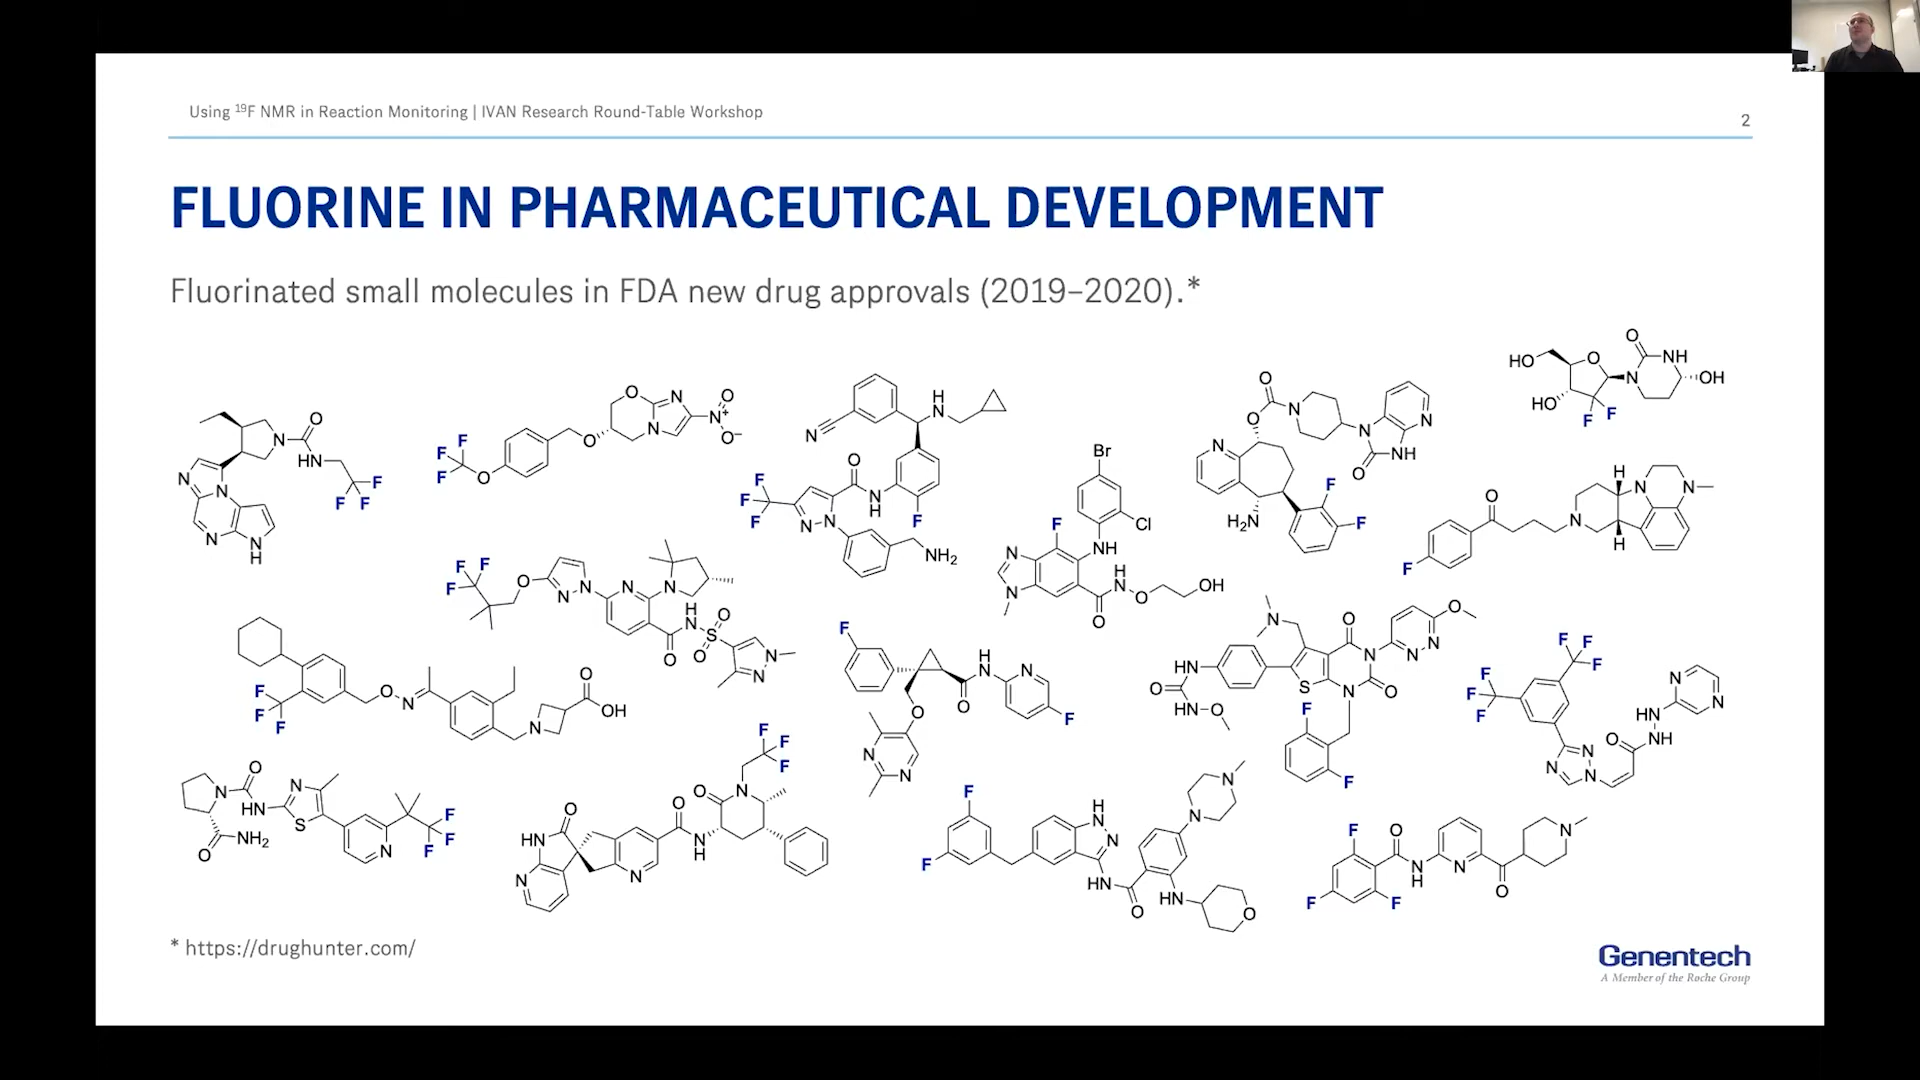 Using ¹⁹F NMR in Reaction Monitoring | IVAN Research Round-Table Workshop
2
FLUORINE IN PHARMACEUTICAL DEVELOPMENT
Fluorinated small molecules in FDA new drug approvals (2019–2020).*
* https://drughunter.com/
Genentech
A Member of the Roche Group